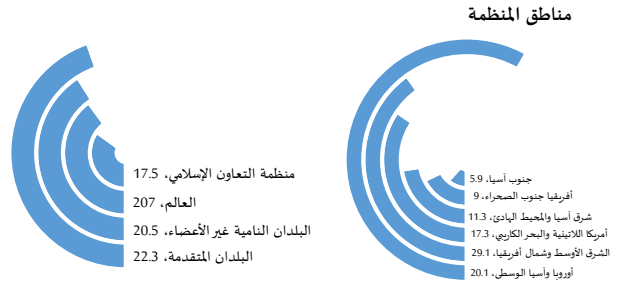 مناطق المنظمة
جنوب آسيا، 5.9
أفريقيا جنوب الصحراء، 9
شرق آسيا والمحيط الهادئ، 11.3
أمريكا اللاتينية والبحر الكاريبي، 17.3
الشرق الأوسط وشمال أفريقيا، 29.1
أوروبا وآسيا الوسطى، 20.1
منظمة التعاون الإسلامي، 17.5
العالم، 207
البلدان النامية غير الأعضاء، 20.5
البلدان المتقدمة، 22.3